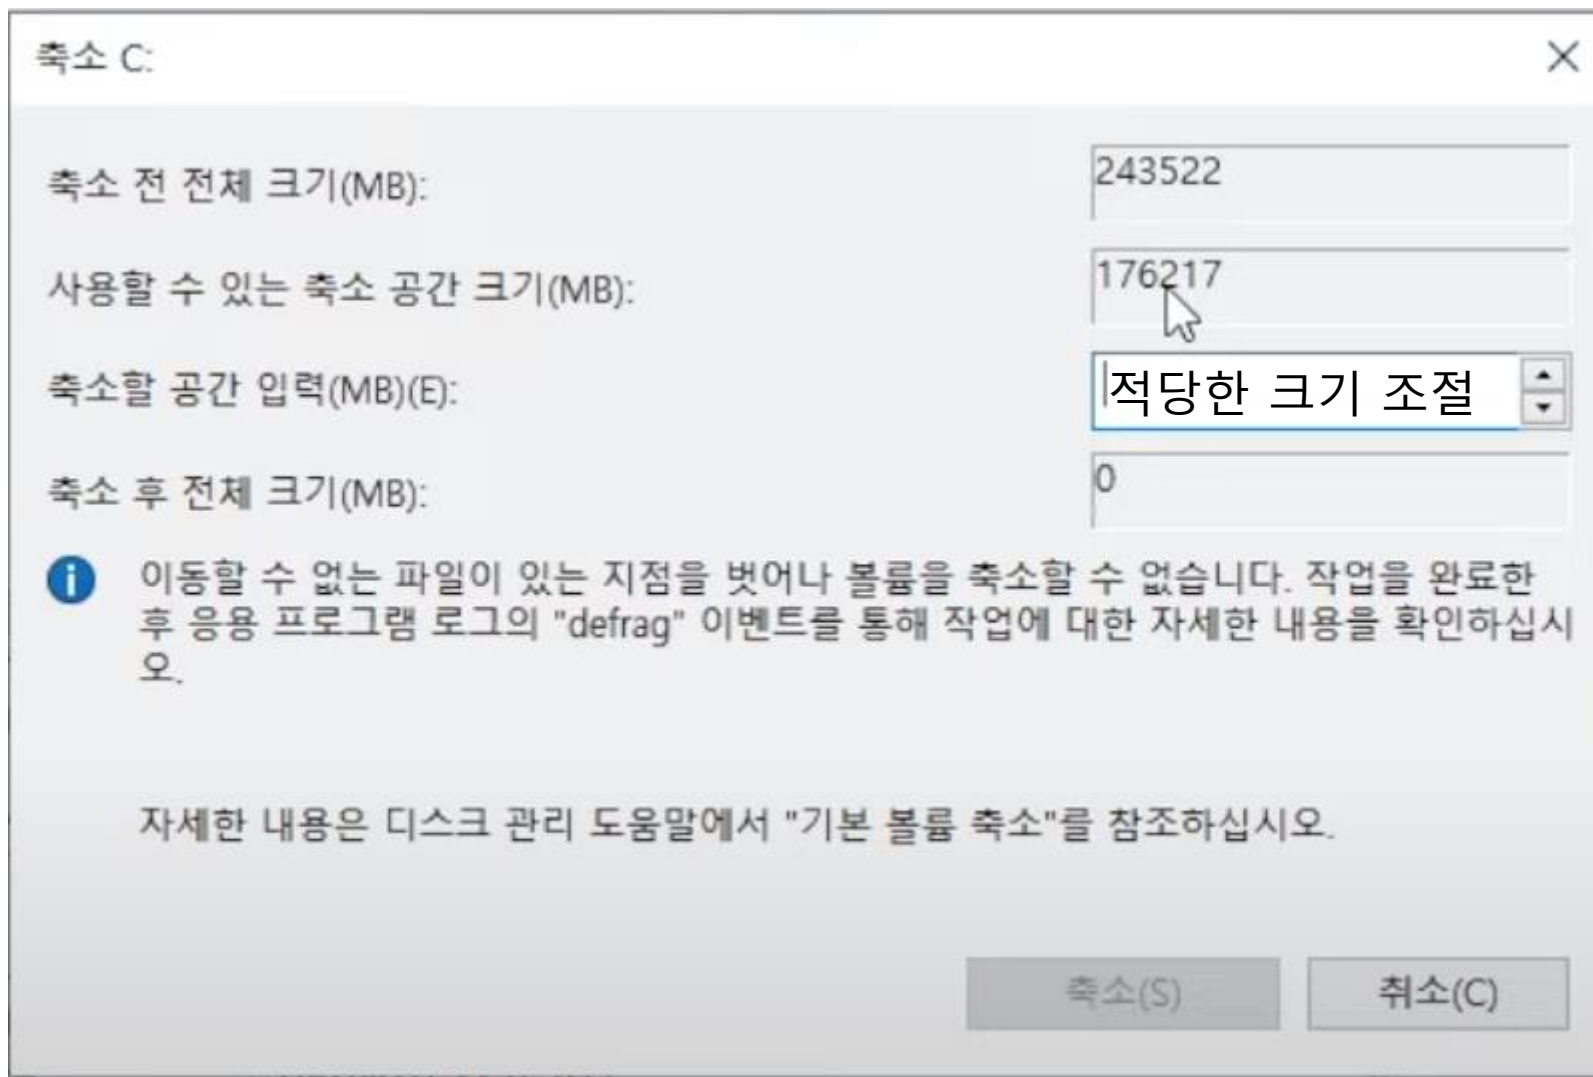 축소 C:
축소 전 전체 크기(MB):
243522
사용할 수 있는 축소 공간 크기(MB):
176217
축소할 공간 입력(MB)(E):
적당한 크기 조절
축소 후 전체 크기(MB):
0
이동할 수 없는 파일이 있는 지점을 벗어나 볼륨을 축소할 수 없습니다. 작업을 완료한
후 응용 프로그램 로그의 "defrag" 이벤트를 통해 작업에 대한 자세한 내용을 확인하십시
오.
자세한 내용은 디스크 관리 도움말에서 "기본 볼륨 축소"를 참조하십시오.
축소(S)
취소(C)